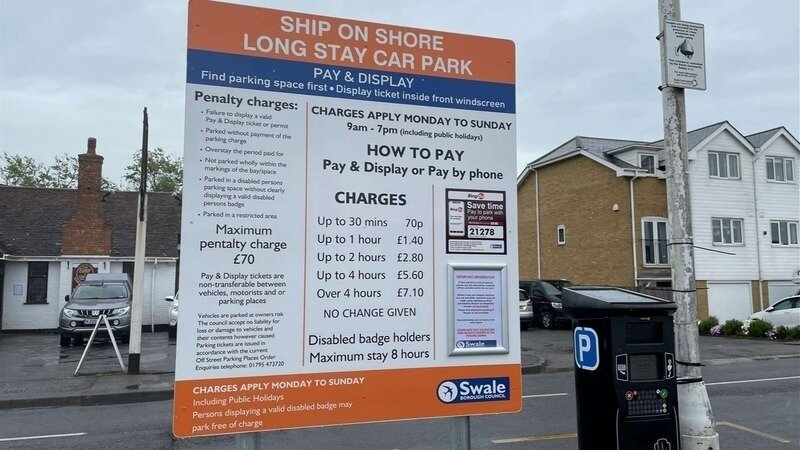 SHIP ON SHORE
LONG STAY CAR PARK
PAY & DISPLAY
Find parking space first • Display ticket inside front windscreen
Penalty charges:
• Failure to display a valid
Pay & Display ticket or permit
• Parked without payment of the
parking charge
• Overstay the period paid for
• Not parked wholly within the
markings of the bay/space
• Parked in a disabled persons
parking space without clearly
displaying a valid disabled
persons badge
• Parked in a restricted area
Maximum
pentalty charge
£70
Pay & Display tickets are
non-transferable between
vehicles, motorists or
parking places
Vehicles are parked at owners risk
The council accept no liability for
loss or damage to vehicles and
their contents however caused
Parking tickets are issued in
accordance with the current
Off Street Parking Places Order
Enquiries telephone: 01795 473720
CHARGES APPLY MONDAY TO SUNDAY
9am - 7pm (including public holidays)
HOW TO PAY
Pay & Display or Pay by phone
CHARGES
Up to 30 mins 70p
Up to 1 hour £1.40
Up to 2 hours £2.80
Up to 4 hours £5.60
Over 4 hours £7.10
NO CHANGE GIVEN
Disabled badge holders
Maximum stay 8 hours
RingGo
Save time
Pay to park with
your phone
21278
IMPORTANT INFORMATION
Swale
CHARGES APPLY MONDAY TO SUNDAY
Including Public Holidays
Persons displaying a valid disabled badge may
park free of charge
Swale
BOROUGH COUNCIL
P